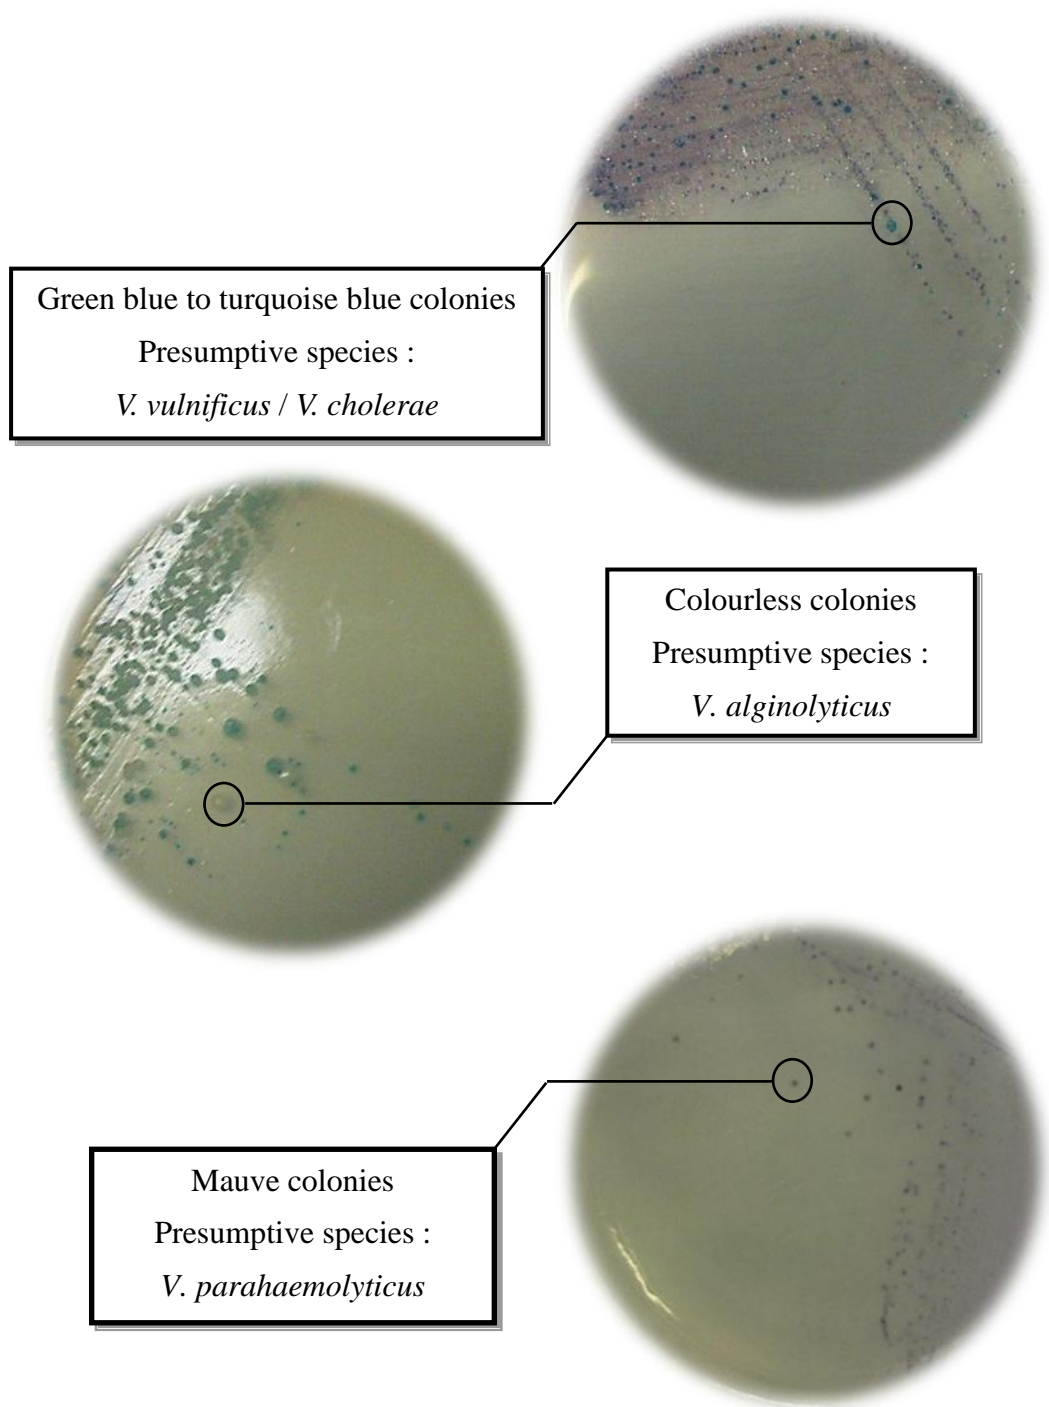 Green blue to turquoise blue colonies
Presumptive species :
V. vulnificus / V. cholerae
Colourless colonies
Presumptive species :
V. alginolyticus
Mauve colonies
Presumptive species :
V. parahaemolyticus